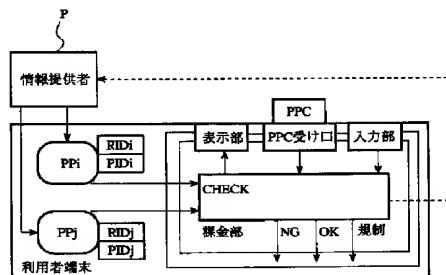 P
情報提供者
PPC
表示部
PPC受け口
入力部
RIDi
PPi
PIDi
CHECK
RIDj
PPj
PIDj
課金部
NG
OK
規制
利用者端末